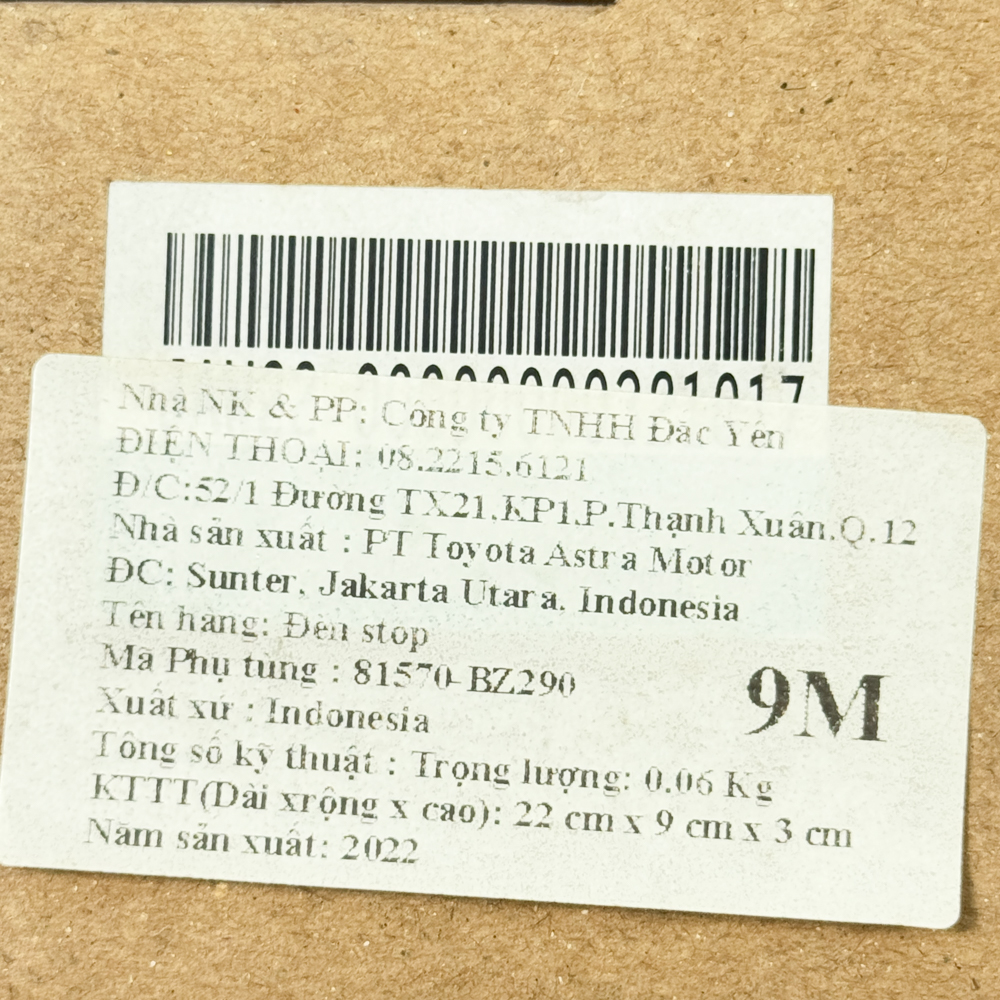 Nhà NK & PP: Công ty TNHH Đặc Yến
ĐIỆN THOẠI: 08.2215.6121
Đ/C:52/1 Đường TX21,KP1,P.Thạnh Xuân,Q.12
Nhà sản xuất : PT Toyota Astra Motor
ĐC: Sunter, Jakarta Utara, Indonesia
Tên hàng: Đèn stop
Mã Phụ tùng : 81570-BZ290
9M
Xuất xứ : Indonesia
Tông số kỹ thuật : Trọng lượng: 0.06 Kg
KTTT(Dài xrộng x cao): 22 cm x 9 cm x 3 cm
Năm sản xuất: 2022